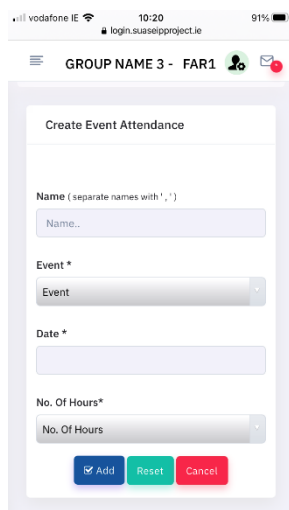 vodafone IE 10:20 91%
login.suaseipproject.ie
GROUP NAME 3 - FAR1
Create Event Attendance
Name ( separate names with ' , ' )
Name..
Event *
Event
Date *
No. Of Hours*
No. Of Hours
Add Reset Cancel